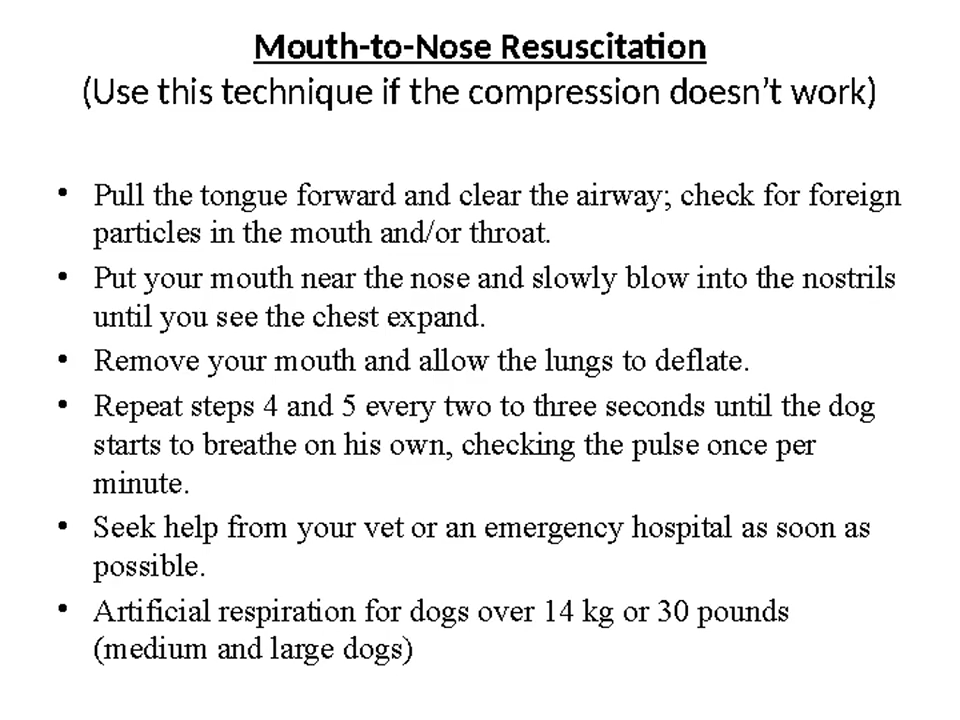 Mouth-to-Nose Resuscitation
(Use this technique if the compression doesn’t work)
• Pull the tongue forward and clear the airway; check for foreign
particles in the mouth and/or throat.
• Put your mouth near the nose and slowly blow into the nostrils
until you see the chest expand.
• Remove your mouth and allow the lungs to deflate.
• Repeat steps 4 and 5 every two to three seconds until the dog
starts to breathe on his own, checking the pulse once per
minute.
• Seek help from your vet or an emergency hospital as soon as
possible.
• Artificial respiration for dogs over 14 kg or 30 pounds
(medium and large dogs)